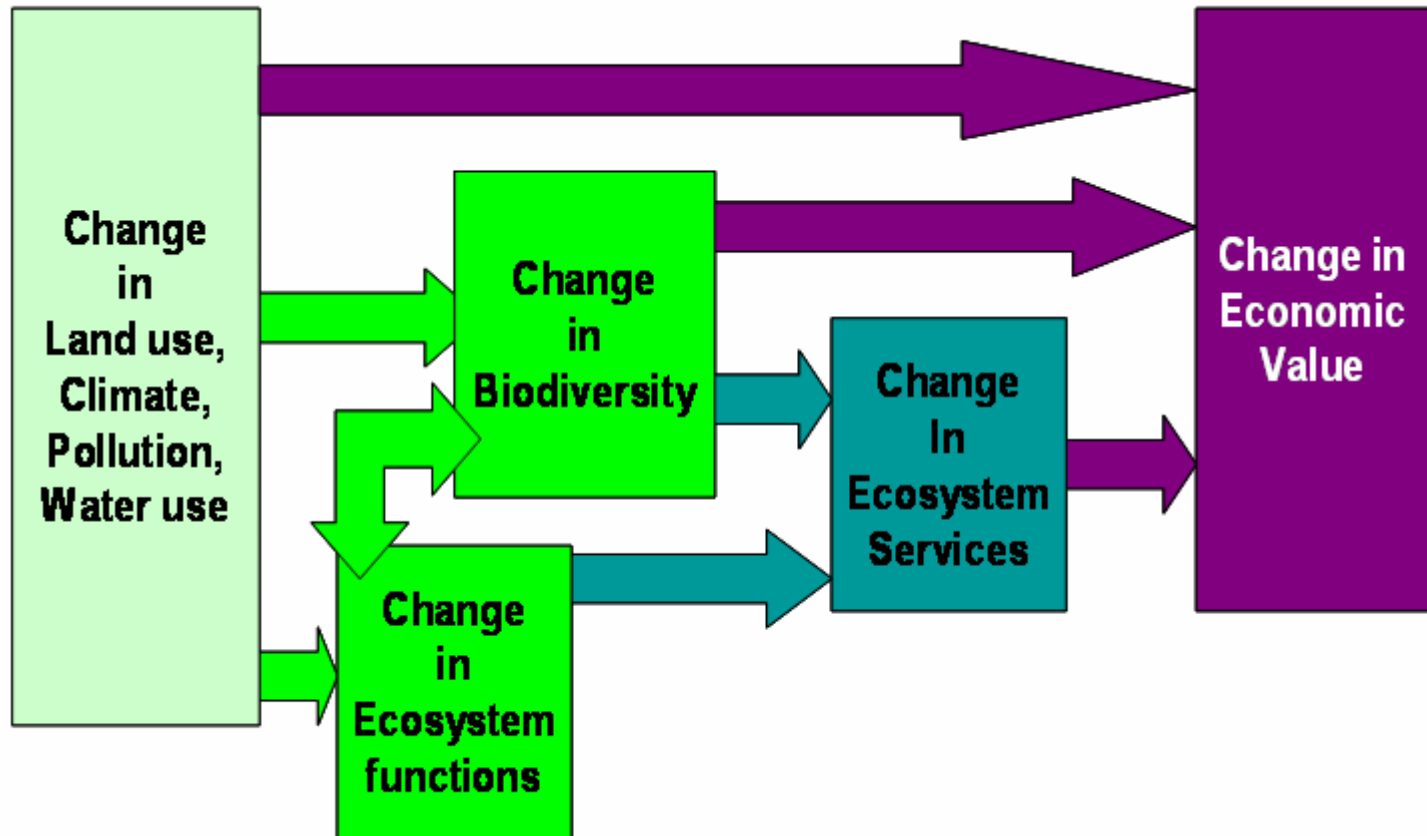 Change
in
Land use,
Climate,
Pollution,
Water use
Change
in
Biodiversity
Change
in
Ecosystem
functions
Change
In
Ecosystem
Services
Change in
Economic
Value